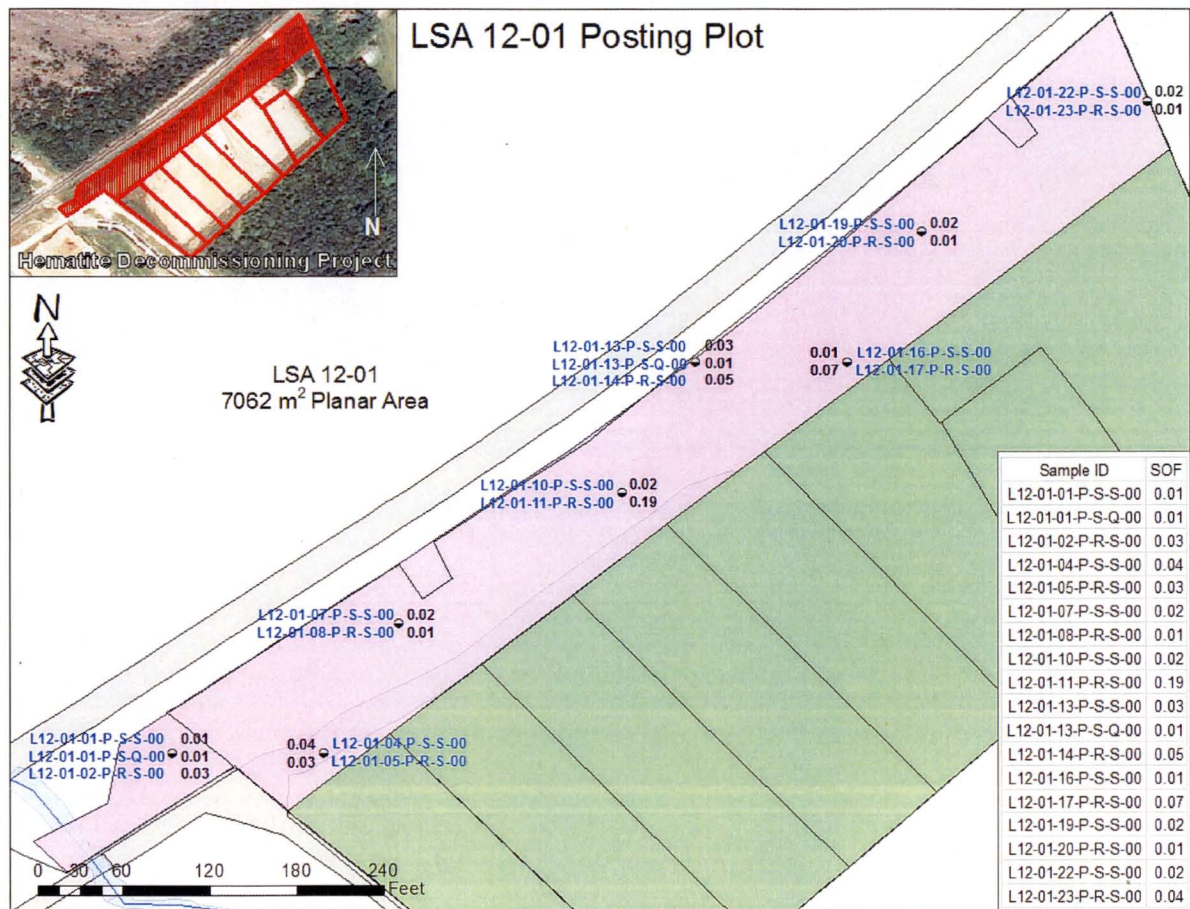 LSA 12-01 Posting Plot
N
Hematite Decommissioning Project
N
LSA 12-01
7062 m² Planar Area
L12-01-22-P-S-S-00 0.02
L12-01-23-P-R-S-00 0.01
L12-01-19-P-S-S-00 0.02
L12-01-20-P-R-S-00 0.01
L12-01-13-P-S-S-00 0.03
L12-01-13-P-S-Q-00 0.01
L12-01-14-P-R-S-00 0.05
0.01 L12-01-16-P-S-S-00
0.07 L12-01-17-P-R-S-00
L12-01-10-P-S-S-00 0.02
L12-01-11-P-R-S-00 0.19
L12-01-07-P-S-S-00 0.02
L12-01-08-P-R-S-00 0.01
L12-01-01-P-S-S-00 0.01
L12-01-01-P-S-Q-00 0.01
L12-01-02-P-R-S-00 0.03
0.04 L12-01-04-P-S-S-00
0.03 L12-01-05-P-R-S-00
0 30 60 120 180 240
Feet
Sample ID SOF
L12-01-01-P-S-S-00 0.01
L12-01-01-P-S-Q-00 0.01
L12-01-02-P-R-S-00 0.03
L12-01-04-P-S-S-00 0.04
L12-01-05-P-R-S-00 0.03
L12-01-07-P-S-S-00 0.02
L12-01-08-P-R-S-00 0.01
L12-01-10-P-S-S-00 0.02
L12-01-11-P-R-S-00 0.19
L12-01-13-P-S-S-00 0.03
L12-01-13-P-S-Q-00 0.01
L12-01-14-P-R-S-00 0.05
L12-01-16-P-S-S-00 0.01
L12-01-17-P-R-S-00 0.07
L12-01-19-P-S-S-00 0.02
L12-01-20-P-R-S-00 0.01
L12-01-22-P-S-S-00 0.02
L12-01-23-P-R-S-00 0.04